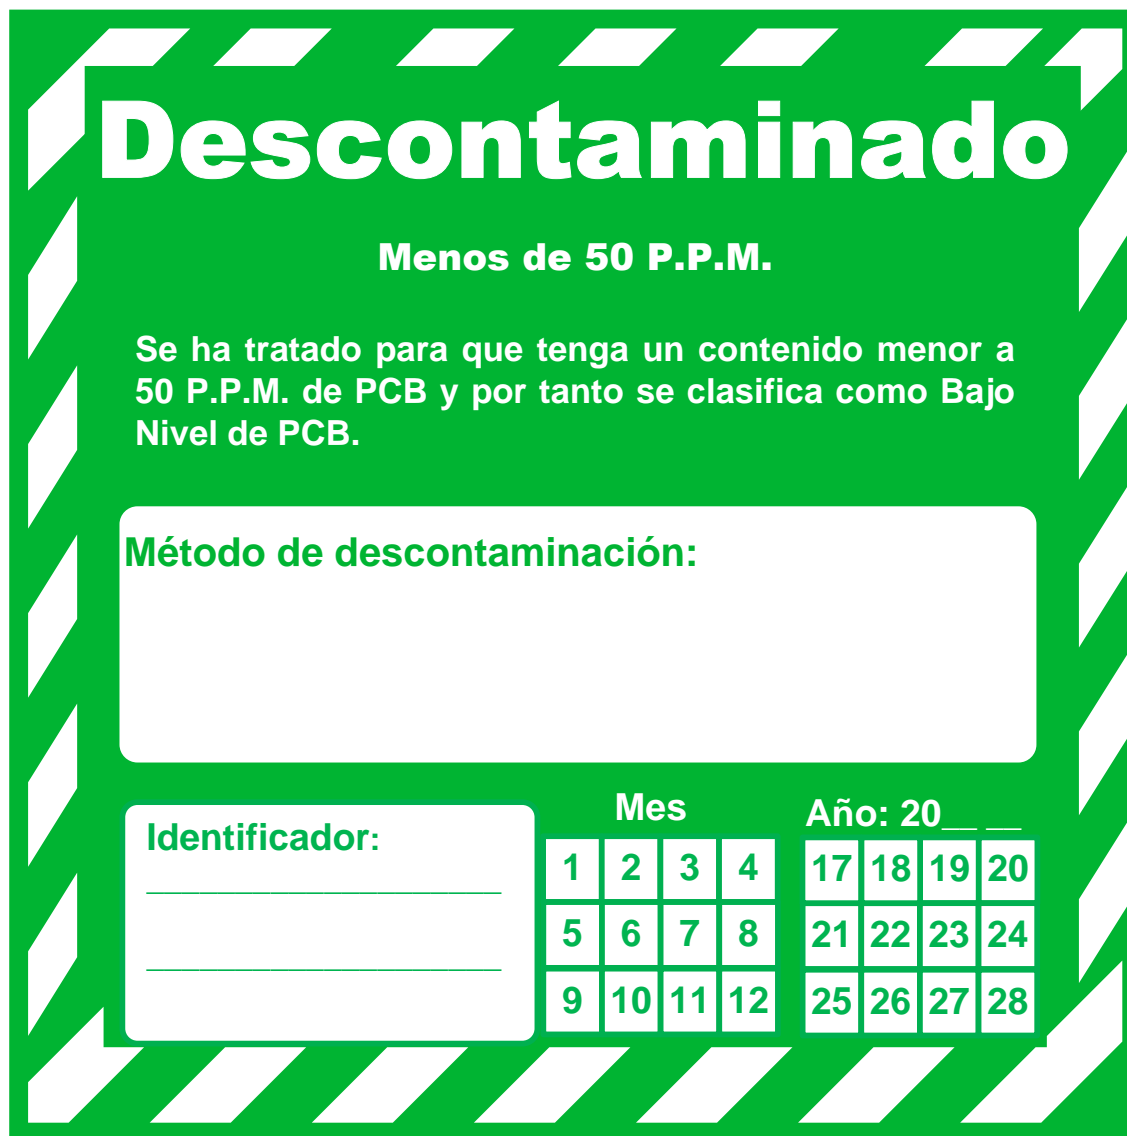 Descontaminado
Menos de 50 P.P.M.
Se ha tratado para que tenga un contenido menor a
50 P.P.M. de PCB y por tanto se clasifica como Bajo
Nivel de PCB.
Método de descontaminación:
Identificador:
____________________
____________________
Mes
1 2 3 4
5 6 7 8
9 10 11 12
Año: 20__ __
17 18 19 20
21 22 23 24
25 26 27 28